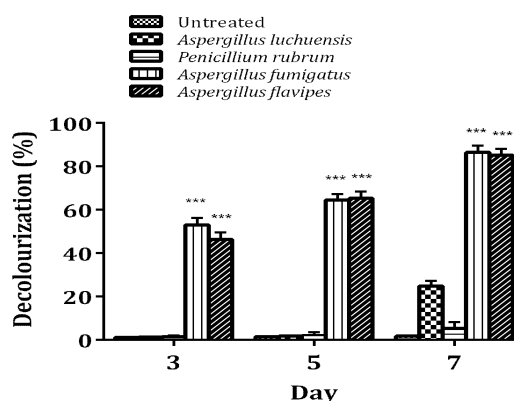 Untreated
Aspergillus luchuensis
Penicillium rubrum
Aspergillus fumigatus
Aspergillus flavipes
Decolourization (%)
100
80
60
40
20
0
*** ***
*** ***
*** ***
3 5 7
Day